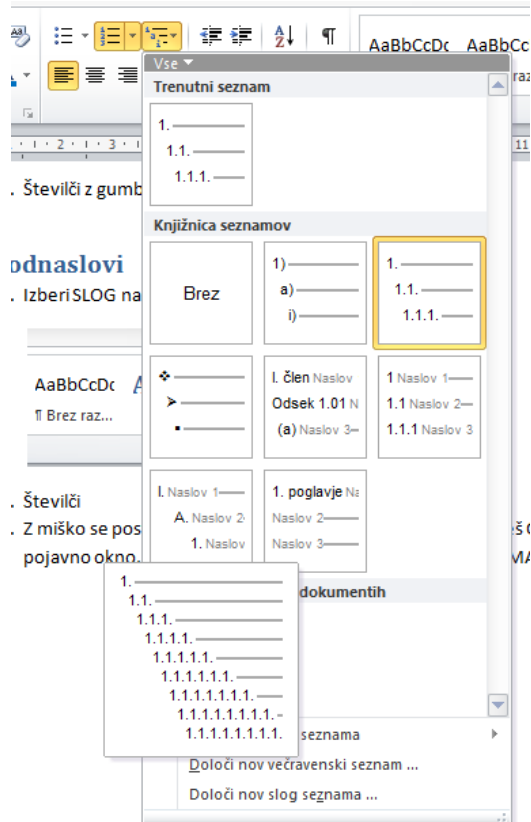 AaBbCcDc AaBbCc
Vse
Trenutni seznam
1.
1.1.
1.1.1.
2 3 11
. Številči z gumb
Knjižnica seznamov
Brez
1)
a)
i)
1.
1.1.
1.1.1.
odnaslovi
. Izberi SLOG na
AaBbCcDc
¶ Brez raz...
I. člen Naslov
Odsek 1.01 N
(a) Naslov 3
1 Naslov 1
1.1 Naslov 2
1.1.1 Naslov 3
I. Naslov 1
A. Naslov 2
1. Naslov
1. poglavje Na
Naslov 2
Naslov 3
. Številči
. Z miško se pos
pojavno okno.
dokumentih
1.
1.1.
1.1.1.
1.1.1.1.
1.1.1.1.1.
1.1.1.1.1.1.
1.1.1.1.1.1.1.
1.1.1.1.1.1.1.1.
1.1.1.1.1.1.1.1.1.
seznama
Določi nov večravenski seznam ...
Določi nov slog seznama ...